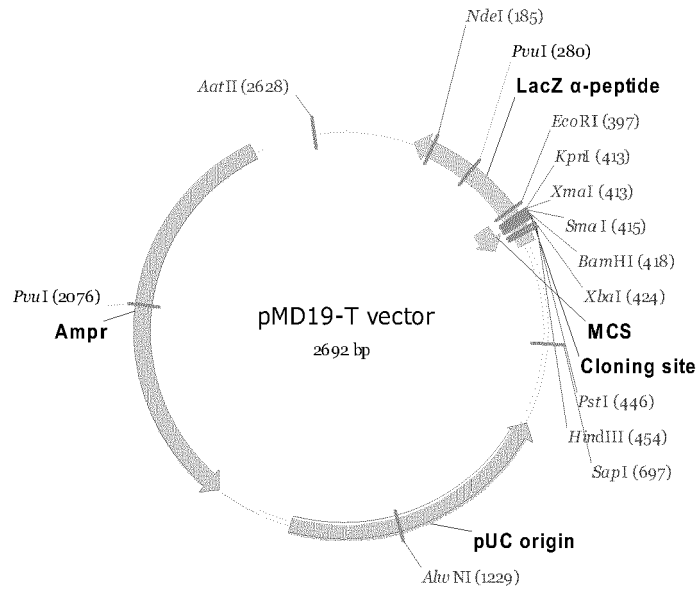 NdeI (185)
PvuI (280)
LacZ α-peptide
AatII (2628)
EcoRI (397)
KpnI (413)
XmaI (413)
SmaI (415)
BamHI (418)
XbaI (424)
PvuI (2076)
Ampr
pMD19-T vector
2692 bp
MCS
Cloning site
PstI (446)
HindIII (454)
SapI (697)
pUC origin
AlwNI (1229)